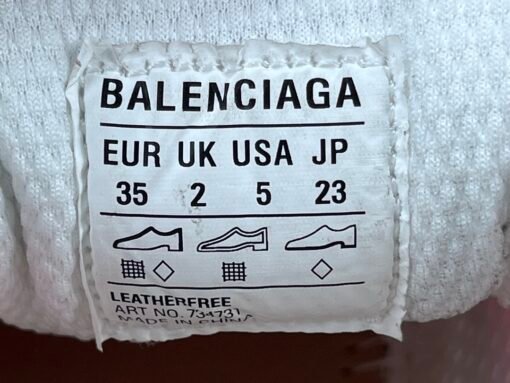 BALENCIAGA
EUR UK USA JP
35 2 5 23
LEATHERFREE
ART NO. 734731
MADE IN CHINA